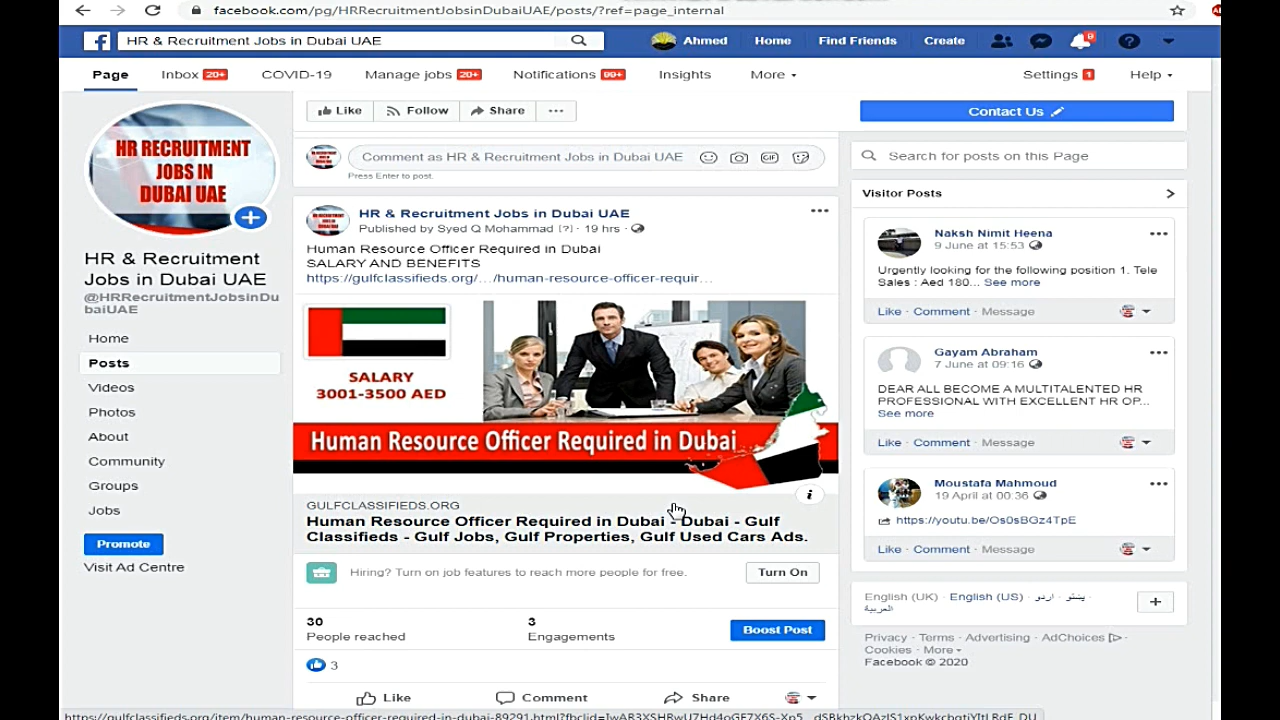 facebook.com/pg/HRRecruitmentJobsinDubaiUAE/posts/?ref=page_internal
HR & Recruitment Jobs in Dubai UAE
Ahmed Home Find Friends Create 8
Page Inbox 20+ COVID-19 Manage jobs 20+ Notifications 99+ Insights More Settings 1 Help
HR RECRUITMENT
JOBS IN
DUBAI UAE
HR & Recruitment
Jobs in Dubai UAE
@HRRecruitmentJobsinDu
baiUAE
Home
Posts
Videos
Photos
About
Community
Groups
Jobs
Promote
Visit Ad Centre
Like Follow Share ...
Comment as HR & Recruitment Jobs in Dubai UAE GIF
Press Enter to post.
HR & Recruitment Jobs in Dubai UAE
Published by Syed Q Mohammad [?] · 19 hrs ·
Human Resource Officer Required in Dubai
SALARY AND BENEFITS
https://gulfclassifieds.org/.../human-resource-officer-requir...
SALARY
3001-3500 AED
Human Resource Officer Required in Dubai
i
GULFCLASSIFIEDS.ORG
Human Resource Officer Required in Dubai - Dubai - Gulf
Classifieds - Gulf Jobs, Gulf Properties, Gulf Used Cars Ads.
Hiring? Turn on job features to reach more people for free. Turn On
30
People reached
3
Engagements
Boost Post
3
Like Comment Share
Contact Us
Search for posts on this Page
Visitor Posts
Naksh Nimit Heena
9 June at 15:53
Urgently looking for the following position 1. Tele
Sales : Aed 180... See more
Like · Comment · Message
Gayam Abraham
7 June at 09:16
DEAR ALL BECOME A MULTITALENTED HR
PROFESSIONAL WITH EXCELLENT HR OP...
See more
Like · Comment · Message
Moustafa Mahmoud
19 April at 00:36
https://youtu.be/Os0sBGz4TpE
Like · Comment · Message
English (UK) · English (US) · اردو · پښتو ·
العربية
Privacy · Terms · Advertising · AdChoices ·
Cookies · More
Facebook © 2020